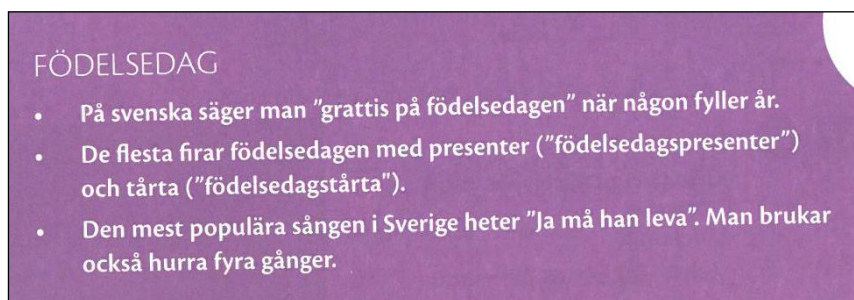 FÖDELSEDAG
• På svenska säger man ”grattis på födelsedagen” när någon fyller år.
• De flesta firar födelsedagen med presenter (”födelsedagspresenter”)
och tårta (”födelsedagstårta").
• Den mest populära sången i Sverige heter ”Ja må han leva”. Man brukar
också hurra fyra gånger.